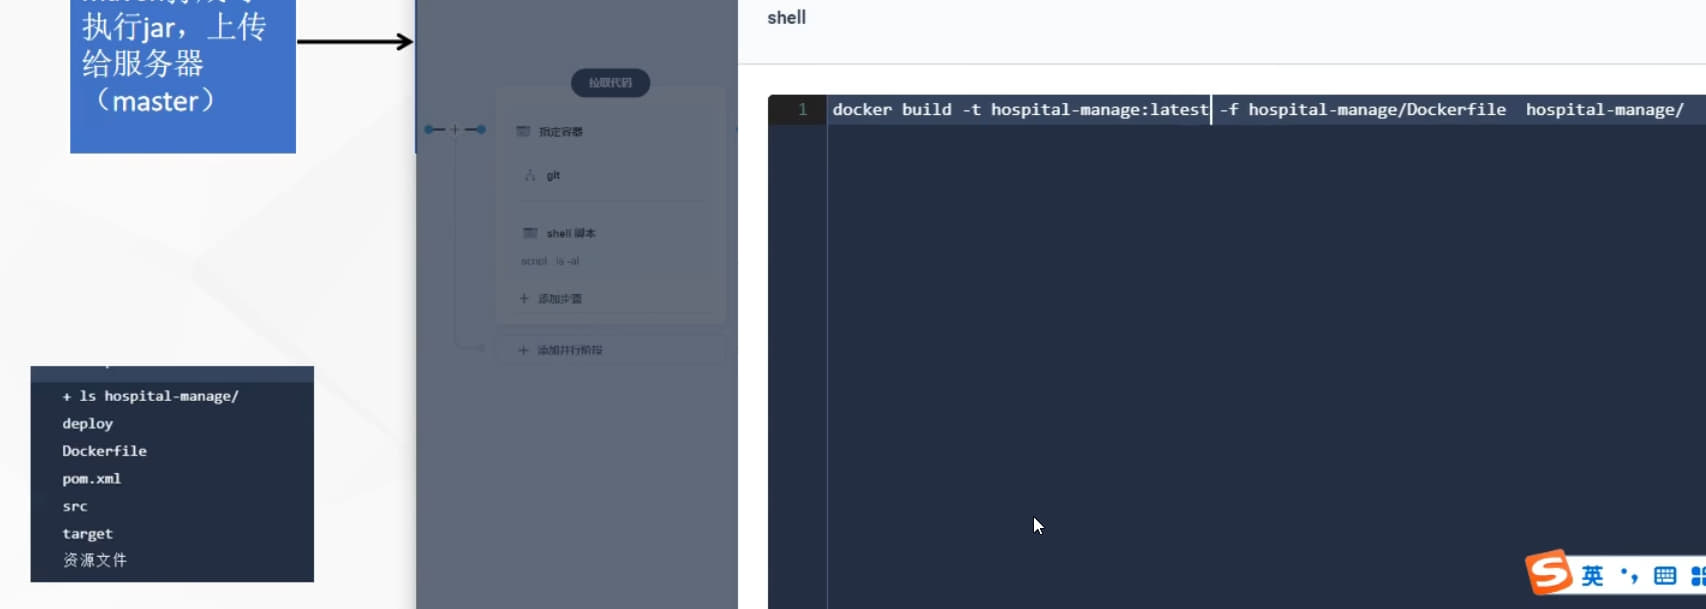 执行jar，上传
给服务器
（master）
+ ls hospital-manage/
deploy
Dockerfile
pom.xml
src
target
资源文件
拉取代码
指定容器
git
shell 脚本
script ls -al
+ 添加步骤
+ 添加并行阶段
shell
1 docker build -t hospital-manage:latest -f hospital-manage/Dockerfile hospital-manage/
英